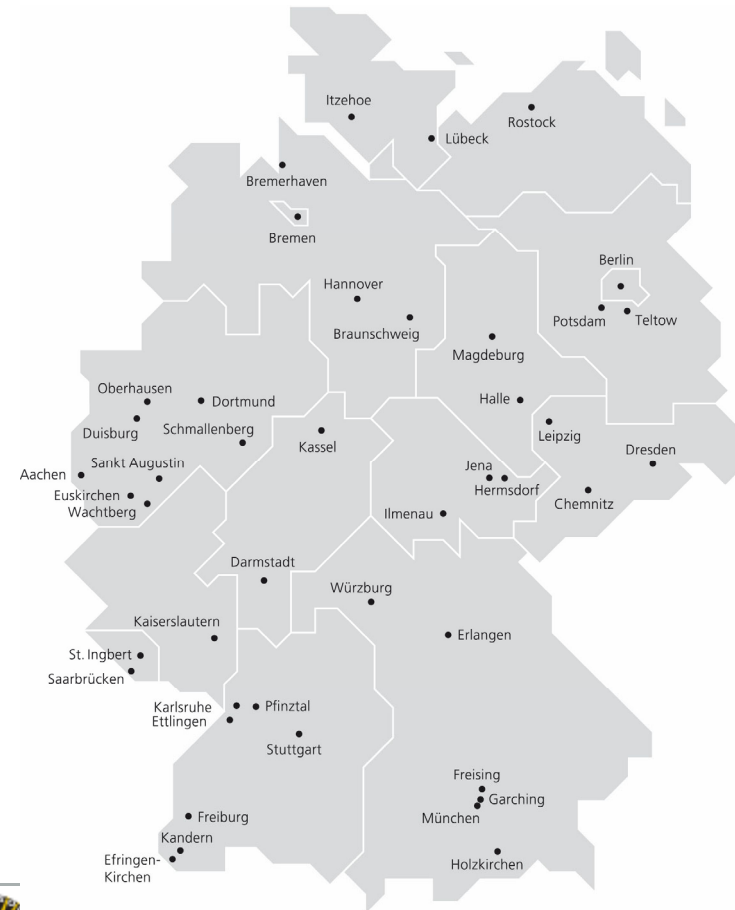 Itzehoe
Rostock
Lübeck
Bremerhaven
Bremen
Berlin
Hannover
Potsdam
Teltow
Braunschweig
Magdeburg
Oberhausen
Halle
Dortmund
Duisburg
Schmallenberg
Leipzig
Kassel
Dresden
Aachen
Sankt Augustin
Jena
Hermsdorf
Euskirchen
Chemnitz
Wachtberg
Ilmenau
Darmstadt
Würzburg
Kaiserslautern
Erlangen
St. Ingbert
Saarbrücken
Karlsruhe
Pfinztal
Ettlingen
Stuttgart
Freising
Garching
Freiburg
München
Kandern
Efringen-
Kirchen
Holzkirchen